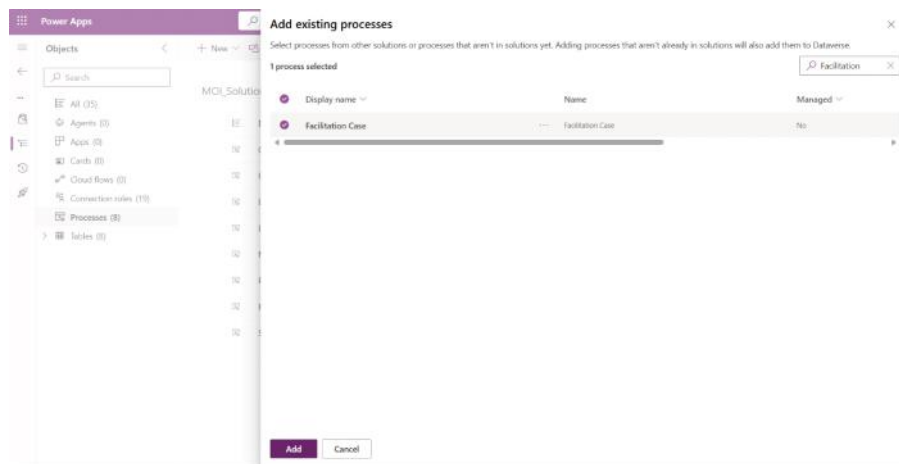 Power Apps
Add existing processes
Select processes from other solutions or processes that aren't in solutions yet. Adding processes that aren't already in solutions will also add them to Dataverse.
1 process selected
Facilitation
Objects
New
Search
MOI_Solutio
All (35)
Agents (0)
Apps (0)
Cards (0)
Cloud flows (0)
Connection roles (19)
Processes (8)
Tables (8)
Display name
Name
Managed
Facilitation Case
Facilitation Case
No
Add
Cancel